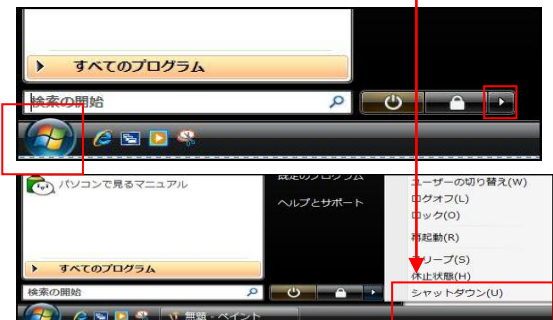 すべてのプログラム
検索の開始
パソコンで見るマニュアル
既定のプログラム
ヘルプとサポート
ユーザーの切り替え(W)
ログオフ(L)
ロック(O)
再起動(R)
スリープ(S)
休止状態(H)
シャットダウン(U)
すべてのプログラム
検索の開始
無題 - ペイント